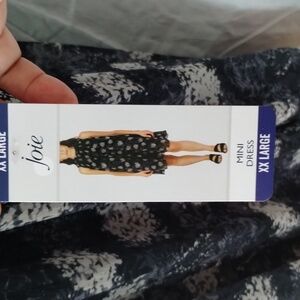 XX LARGE
Joie
MINI
DRESS
XX LARGE